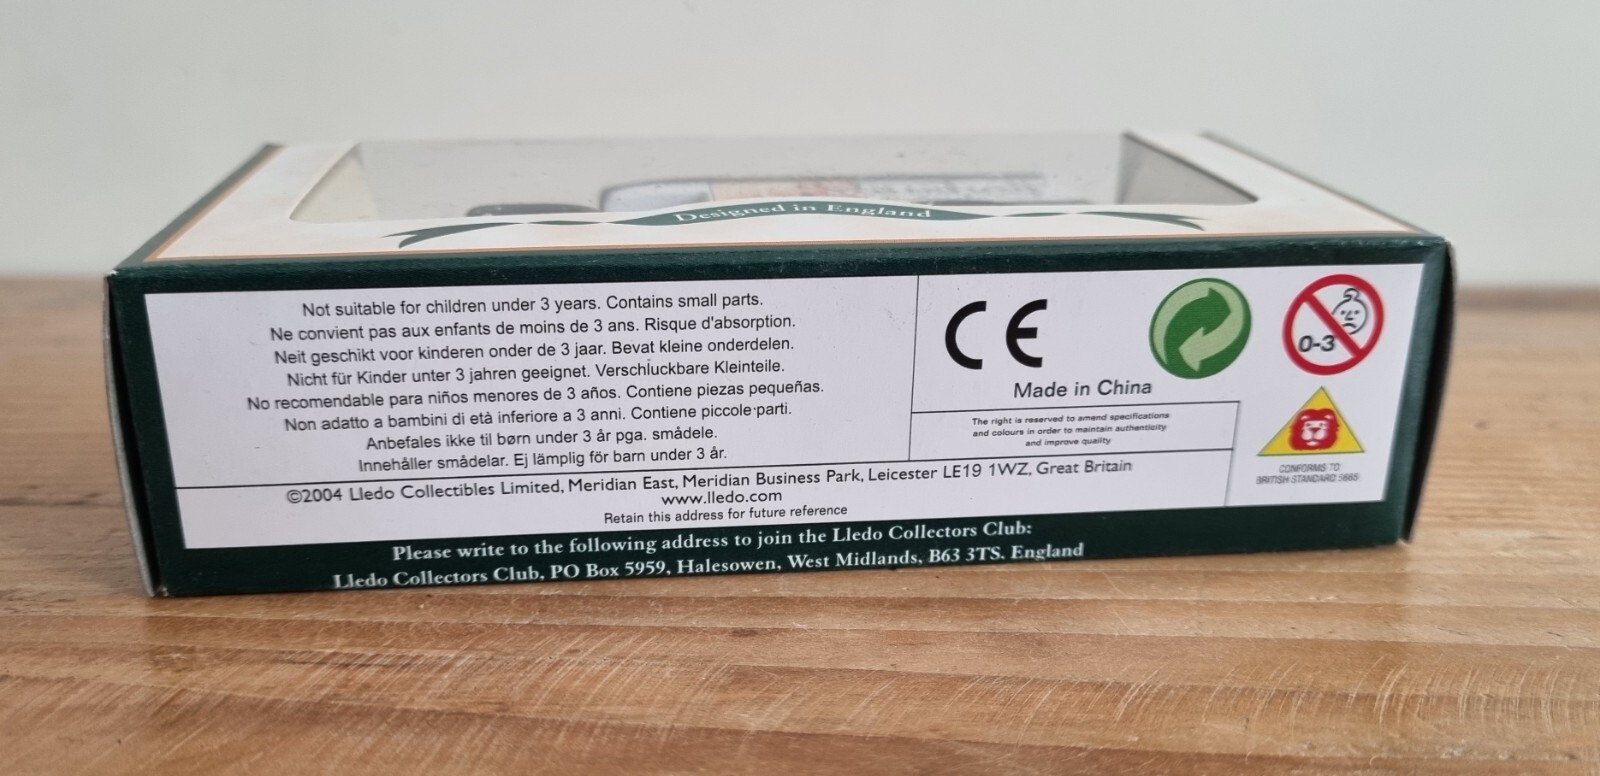 Designed in England
Not suitable for children under 3 years. Contains small parts.
Ne convient pas aux enfants de moins de 3 ans. Risque d'absorption.
Neit geschikt voor kinderen onder de 3 jaar. Bevat kleine onderdelen.
Nicht für Kinder unter 3 jahren geeignet. Verschluckbare Kleinteile.
No recomendable para niños menores de 3 años. Contiene piezas pequeñas.
Non adatto a bambini di età inferiore a 3 anni. Contiene piccole parti.
Anbefales ikke til børn under 3 år pga. smådele.
Innehåller smådelar. Ej lämplig för barn under 3 år.
CE
0-3
Made in China
The right is reserved to amend specifications
and colours in order to maintain authenticity
and improve quality
CONFORMS TO
BRITISH STANDARD 5665
©2004 Lledo Collectibles Limited, Meridian East, Meridian Business Park, Leicester LE19 1WZ, Great Britain
www.lledo.com
Retain this address for future reference
Please write to the following address to join the Lledo Collectors Club:
Lledo Collectors Club, PO Box 5959, Halesowen, West Midlands, B63 3TS. England